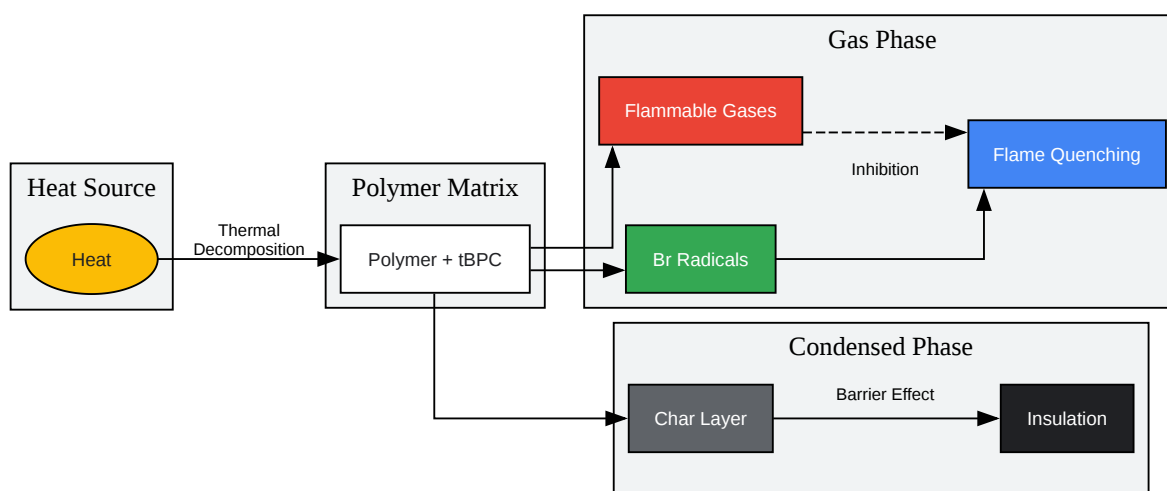 Gas Phase
Flammable Gases
Flame Quenching
Inhibition
Heat Source
Polymer Matrix
Thermal
Decomposition
Heat
Polymer + tBPC
Br Radicals
Condensed Phase
Char Layer
Barrier Effect
Insulation